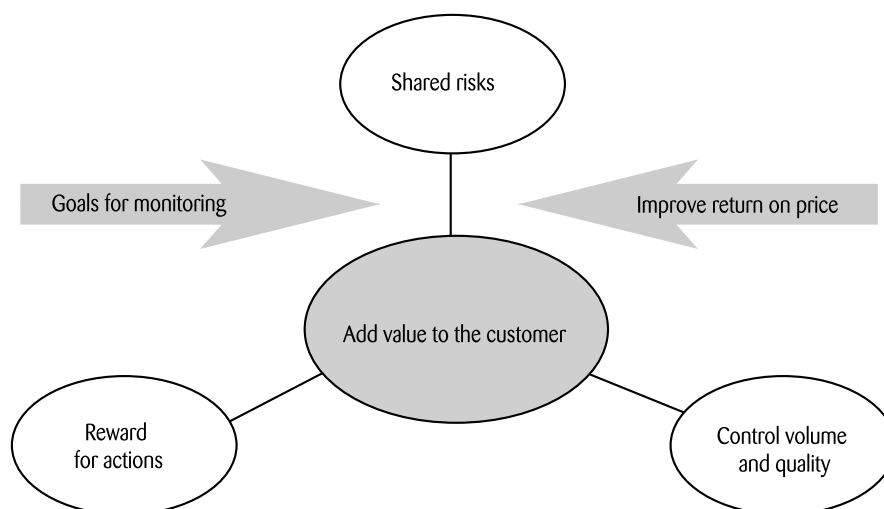 Shared risks
Goals for monitoring
Improve return on price
Add value to the customer
Reward
for actions
Control volume
and quality